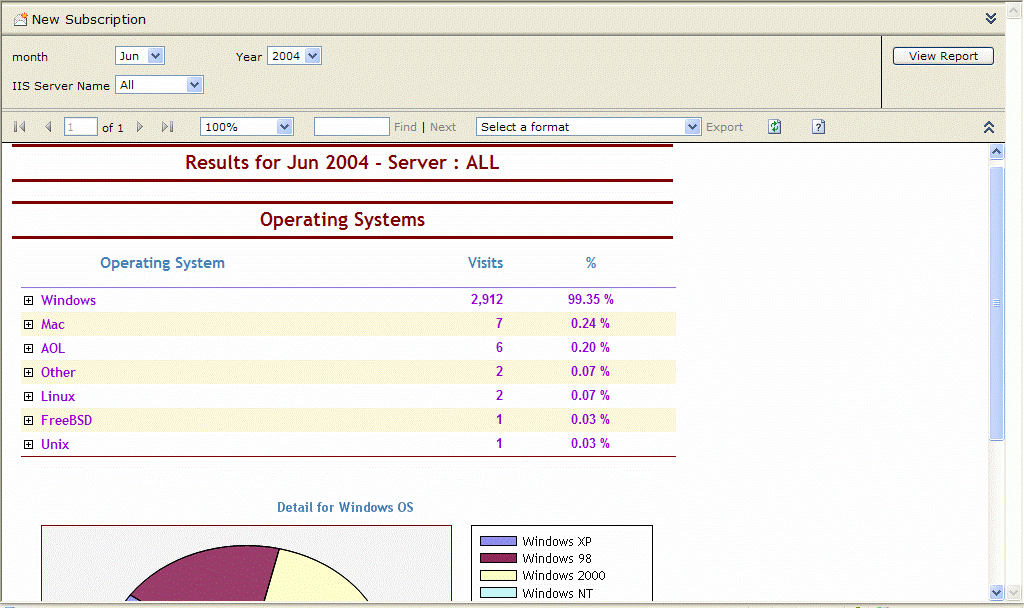 New Subscription
month Jun Year 2004 View Report
IIS Server Name All
1 of 1 100% Find | Next Select a format Export ?
Results for Jun 2004 - Server : ALL
Operating Systems
Operating System Visits %
Windows 2,912 99.35 %
Mac 7 0.24 %
AOL 6 0.20 %
Other 2 0.07 %
Linux 2 0.07 %
FreeBSD 1 0.03 %
Unix 1 0.03 %
Detail for Windows OS
Windows XP
Windows 98
Windows 2000
Windows NT